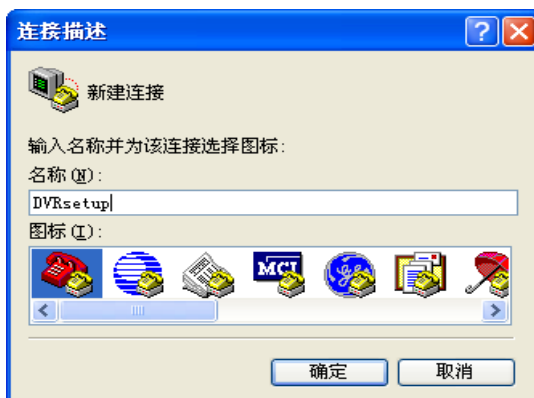 连接描述
新建连接
输入名称并为该连接选择图标:
名称(N):
DVRsetup
图标(I):
MCI
确定 取消